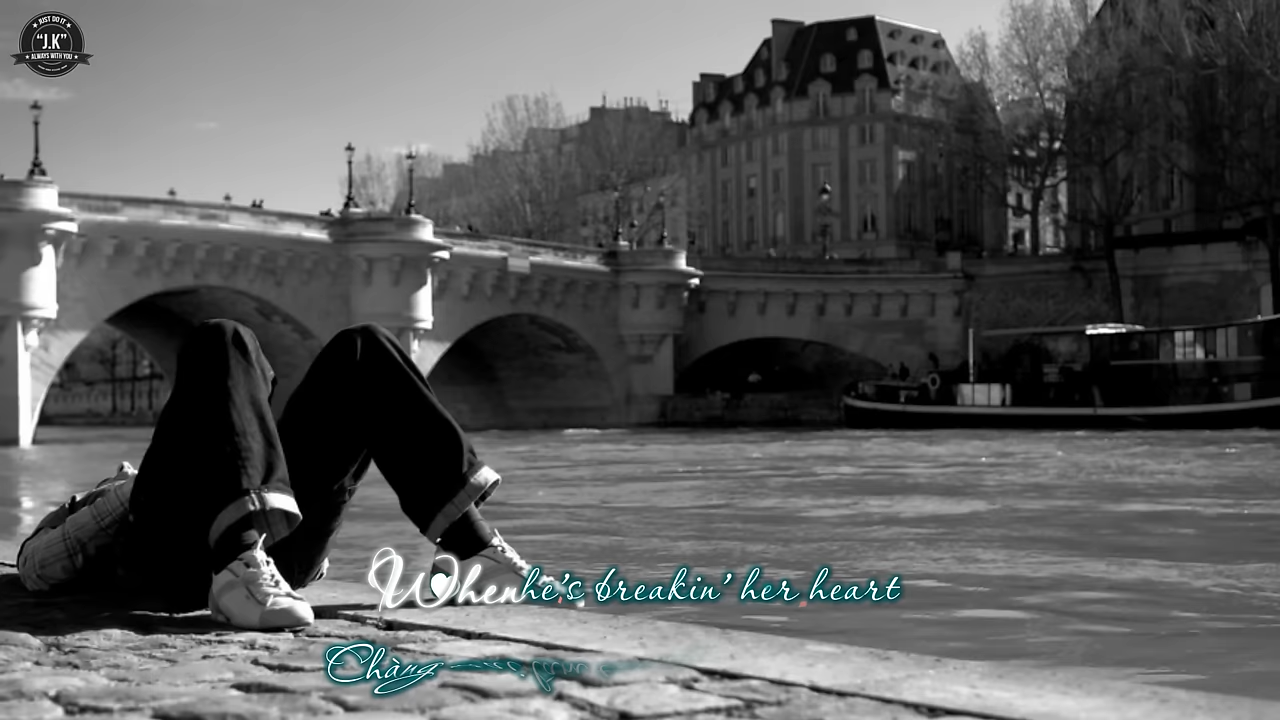 JUST DO IT
"J.K"
ALWAYS WITH YOU
When he's breakin' her heart
Chàng